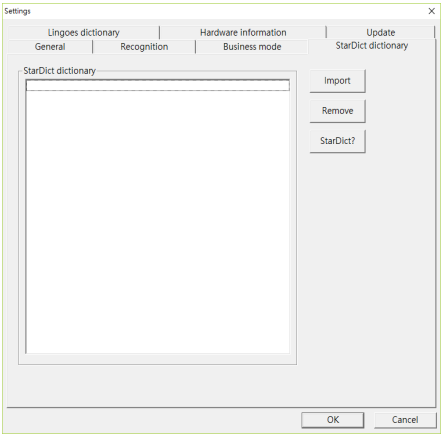 Settings
Lingoes dictionary Hardware information Update
General Recognition Business mode StarDict dictionary
StarDict dictionary
Import
Remove
StarDict?
OK Cancel